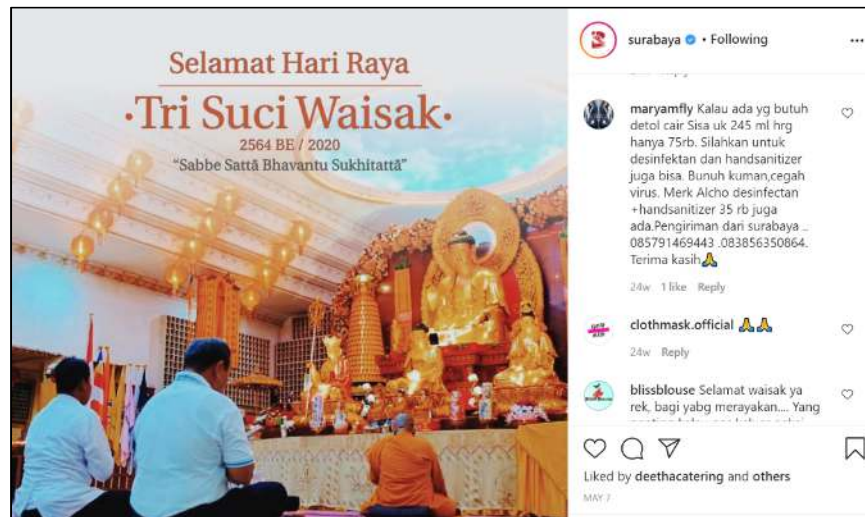 Selamat Hari Raya
·Tri Suci Waisak·
2564 BE / 2020
"Sabbe Sattā Bhavantu Sukhitattā"
surabaya • Following
maryamfly Kalau ada yg butuh
detol cair Sisa uk 245 ml hrg
hanya 75rb. Silahkan untuk
desinfektan dan handsanitizer
juga bisa. Bunuh kuman,cegah
virus. Merk Alcho desinfectan
+handsanitizer 35 rb juga
ada.Pengiriman dari surabaya ..
085791469443 .083856350864.
Terima kasih🙏
24w 1 like Reply
clothmask.official 🙏🙏
24w Reply
blissblouse Selamat waisak ya
rek, bagi yabg merayakan.... Yang
Liked by deethacatering and others
MAY 7